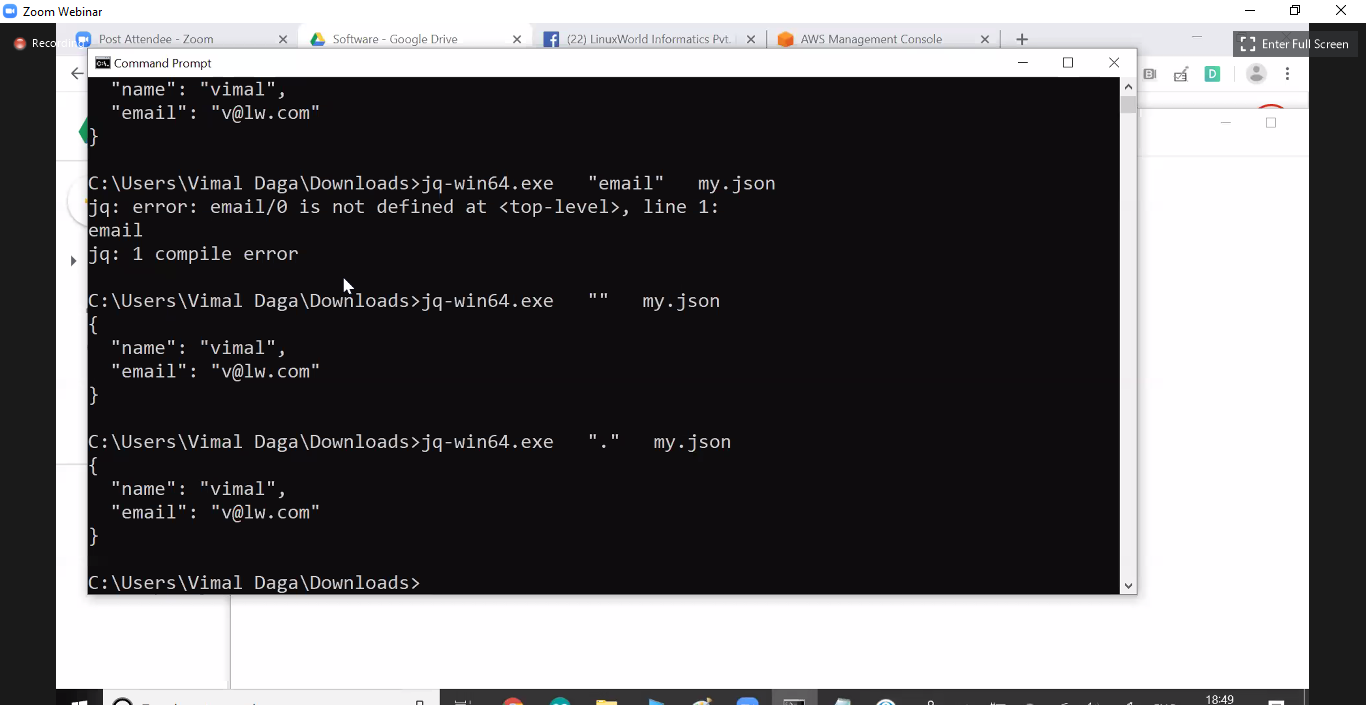 Zoom Webinar
Recording
Post Attendee - Zoom
Software - Google Drive
(22) LinuxWorld Informatics Pvt.
AWS Management Console
Enter Full Screen
Command Prompt
"name": "vimal",
"email": "v@lw.com"
}
C:\Users\Vimal Daga\Downloads>jq-win64.exe   "email"   my.json
jq: error: email/0 is not defined at <top-level>, line 1:
email
jq: 1 compile error
C:\Users\Vimal Daga\Downloads>jq-win64.exe   ""   my.json
{
"name": "vimal",
"email": "v@lw.com"
}
C:\Users\Vimal Daga\Downloads>jq-win64.exe   "."   my.json
{
"name": "vimal",
"email": "v@lw.com"
}
C:\Users\Vimal Daga\Downloads>
18:49